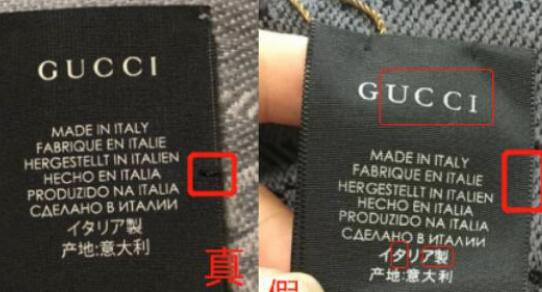 GUCCI
MADE IN ITALY
FABRIQUE EN ITALIE
HERGESTELLT IN ITALIEN
HECHO EN ITALIA
PRODUZIDO NA ITALIA
СДЕЛАНО В ИТАЛИИ
イタリア製
产地:意大利
真
GUCCI
MADE IN ITALY
FABRIQUE EN ITALIE
HERGESTELLT IN ITALIEN
HECHO EN ITALIA
PRODUZIDO NA ITALIA
СДЕЛАНО В ИТАЛИИ
イタリア製
产地:意大利
假